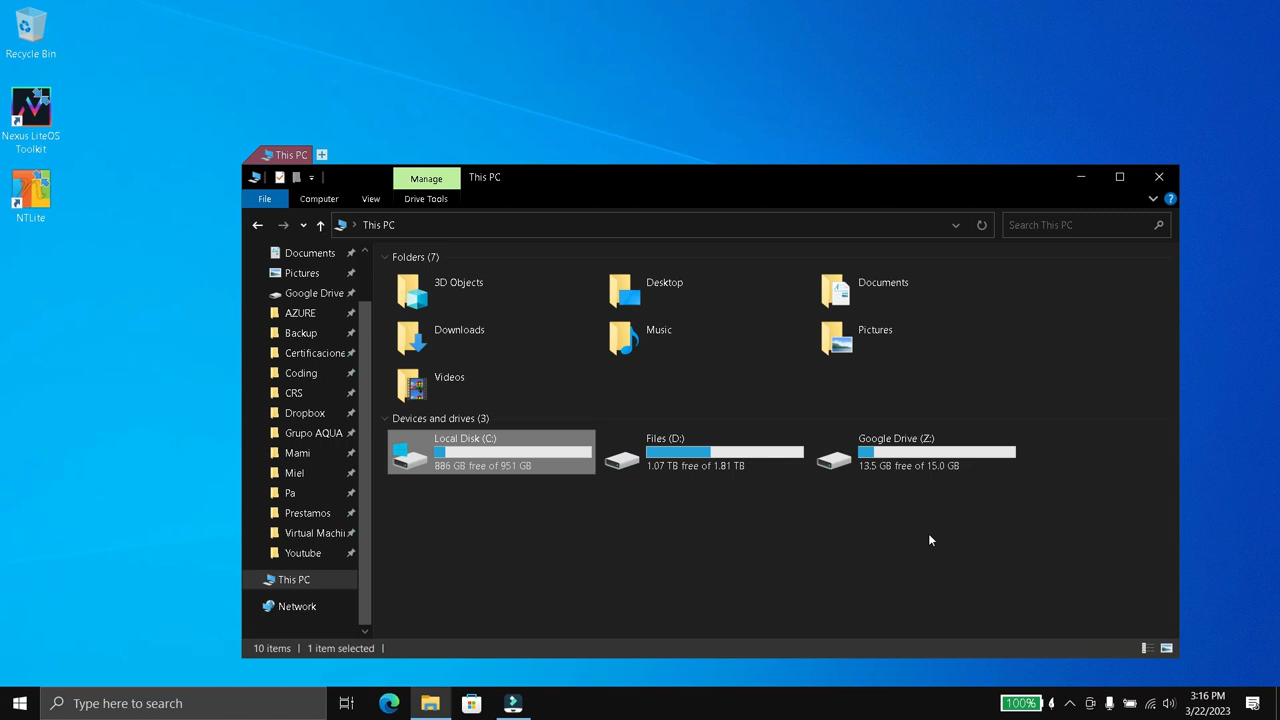 Recycle Bin
Nexus LiteOS
Toolkit
NTLite
This PC
Manage
This PC
File
Computer
View
Drive Tools
This PC
Search This PC
Documents
Pictures
Google Drive
AZURE
Backup
Certificacione
Coding
CRS
Dropbox
Grupo AQUA
Mami
Miel
Pa
Prestamos
Virtual Machi
Youtube
This PC
Network
Folders (7)
3D Objects
Desktop
Documents
Downloads
Music
Pictures
Videos
Devices and drives (3)
Local Disk (C:)
886 GB free of 951 GB
Files (D:)
1.07 TB free of 1.81 TB
Google Drive (Z:)
13.5 GB free of 15.0 GB
10 items
1 item selected
Type here to search
100%
3:16 PM
3/22/2023